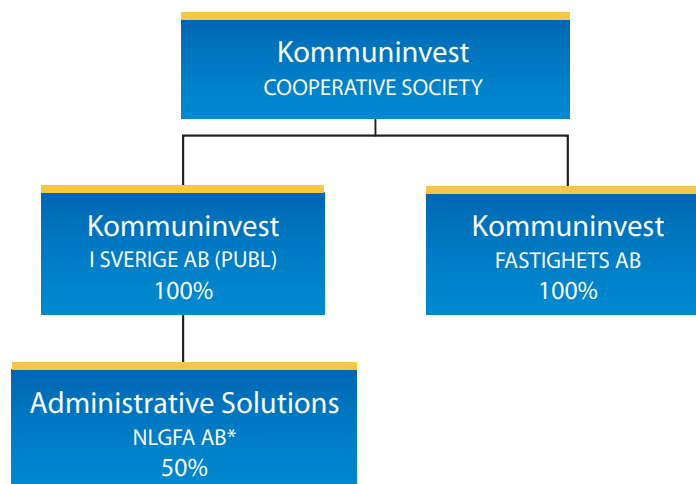 Kommuninvest
COOPERATIVE SOCIETY
Kommuninvest
I SVERIGE AB (PUBL)
100%
Kommuninvest
FASTIGHETS AB
100%
Administrative Solutions
NLGFA AB*
50%